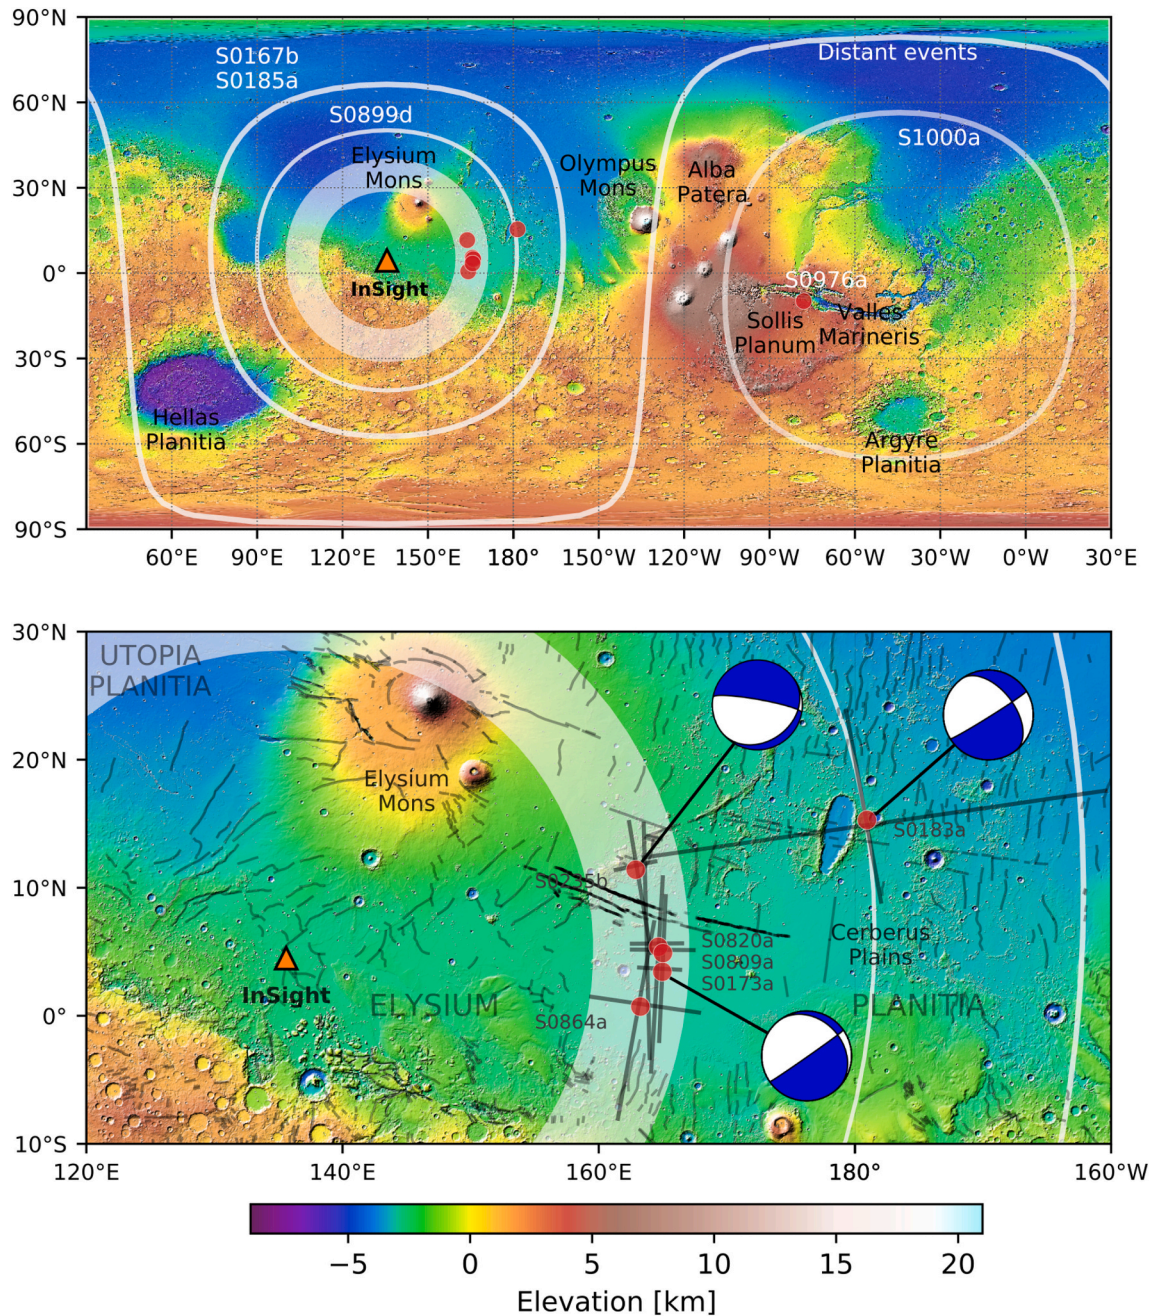 90°N
60°N
30°N
0°
30°S
60°S
90°S
S0167b
S0185a
S0899d
Elysium
Mons
InSight
Hellas
Planitia
Olympus
Mons
Alba
Patera
Distant events
S1000a
S0976a
Sollis
Planum
Valles
Marineris
Argyre
Planitia
60°E
90°E
120°E
150°E
180°
150°W
120°W
90°W
60°W
30°W
0°W
30°E
30°N
20°N
10°N
0°
10°S
UTOPIA
PLANITIA
Elysium
Mons
InSight
ELYSIUM
S0235b
S0183a
S0820a
S0809a
S0173a
S0864a
Cerberus
Plains
PLANITIA
120°E
140°E
160°E
180°
160°W
−5
0
5
10
15
20
Elevation [km]